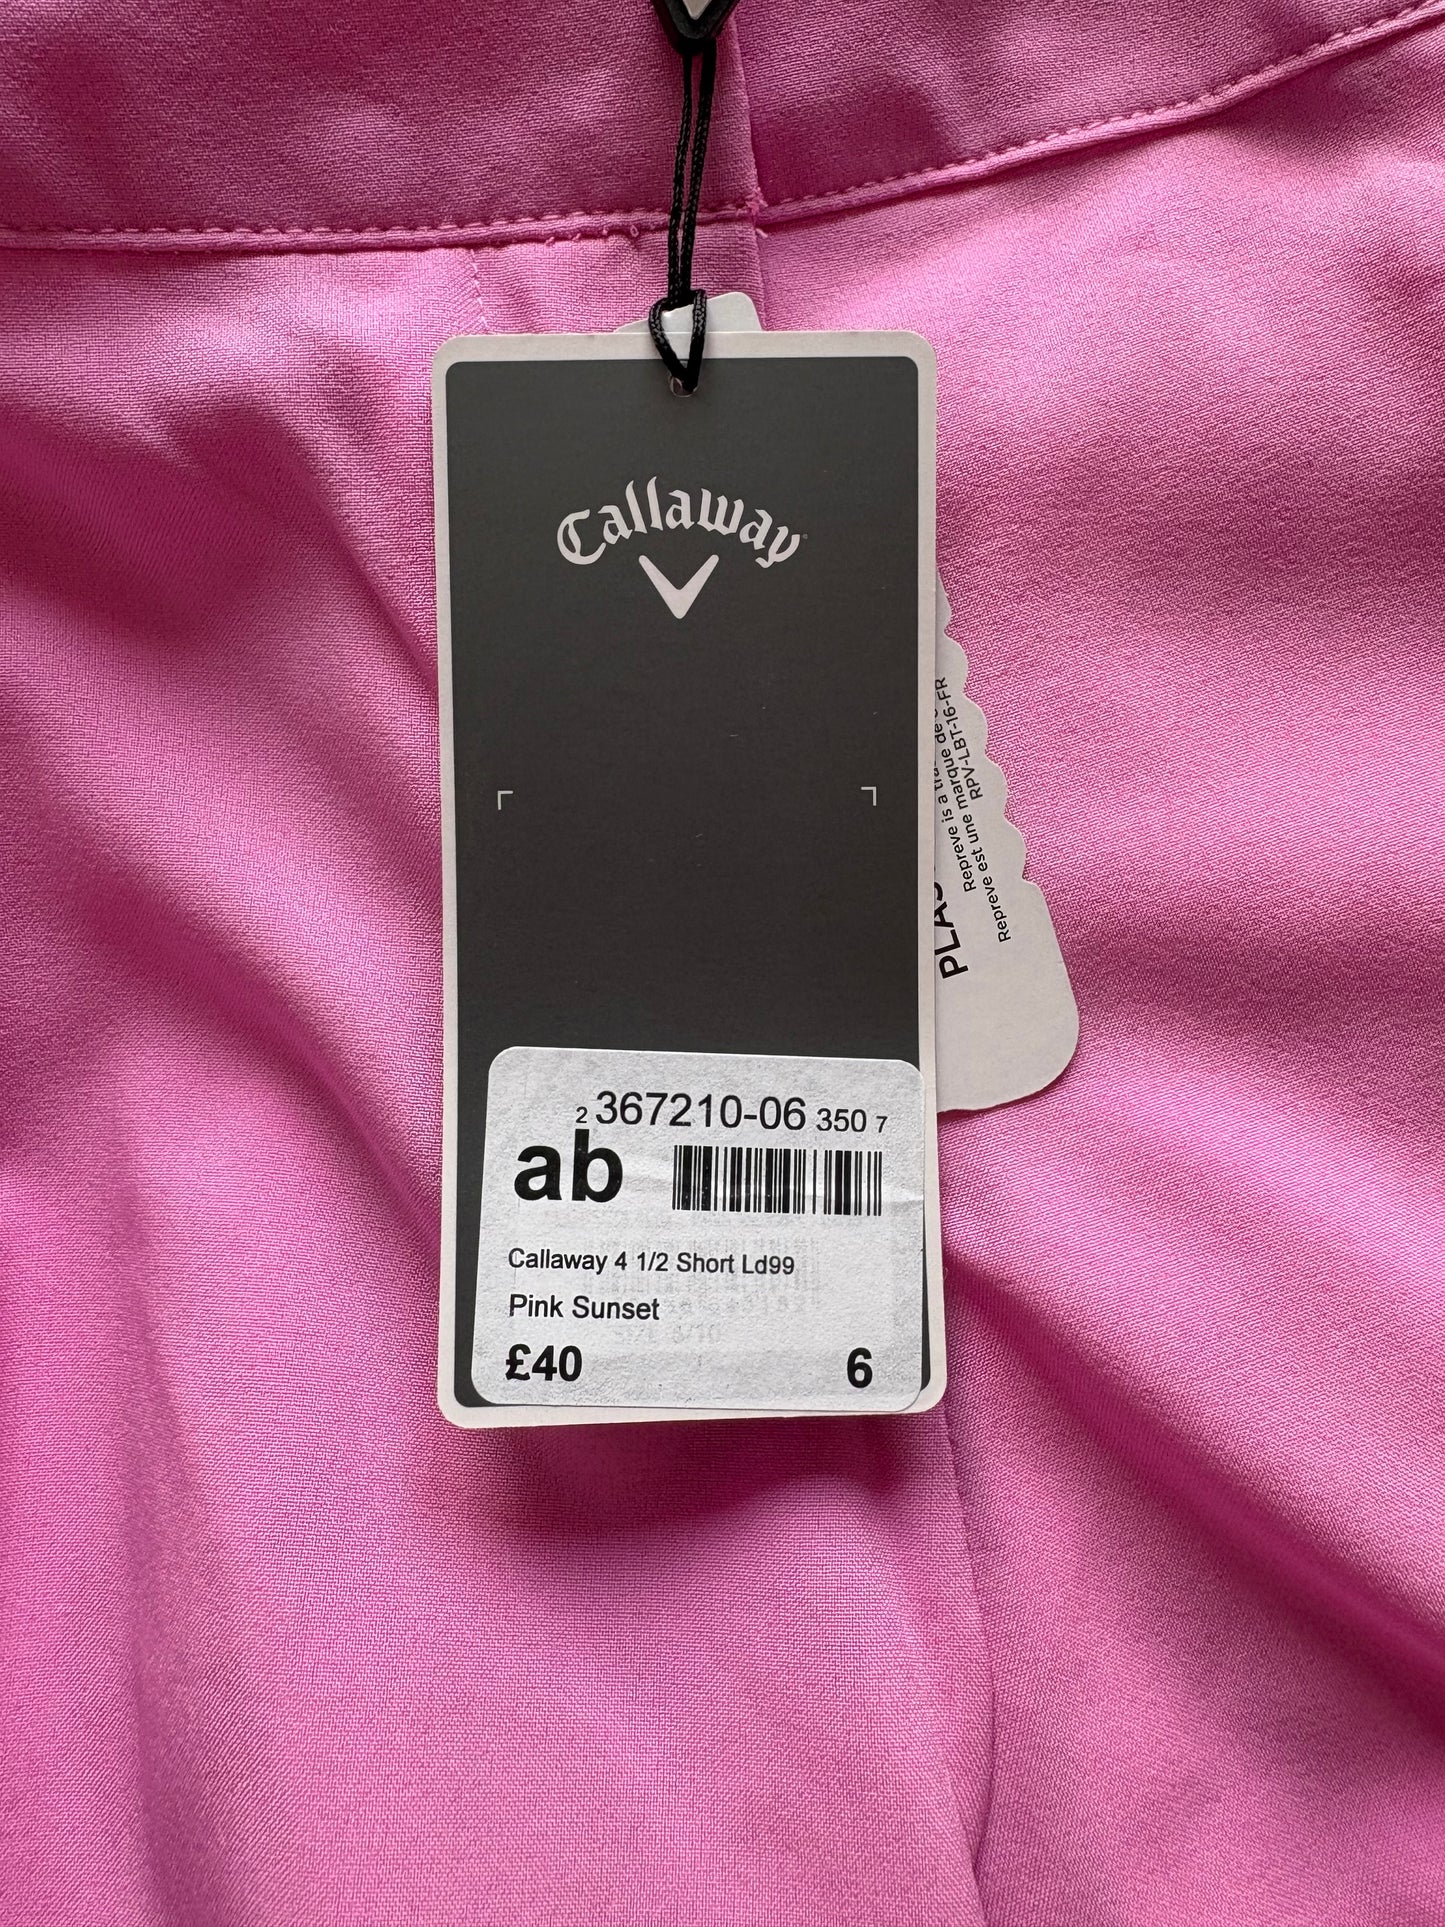 Callaway
PLAS
Repreve is a
Repreve est une marque de
RPV-LBT-16-FR
2 367210-06 350 7
ab
Callaway 4 1/2 Short Ld99
Pink Sunset
£40 6